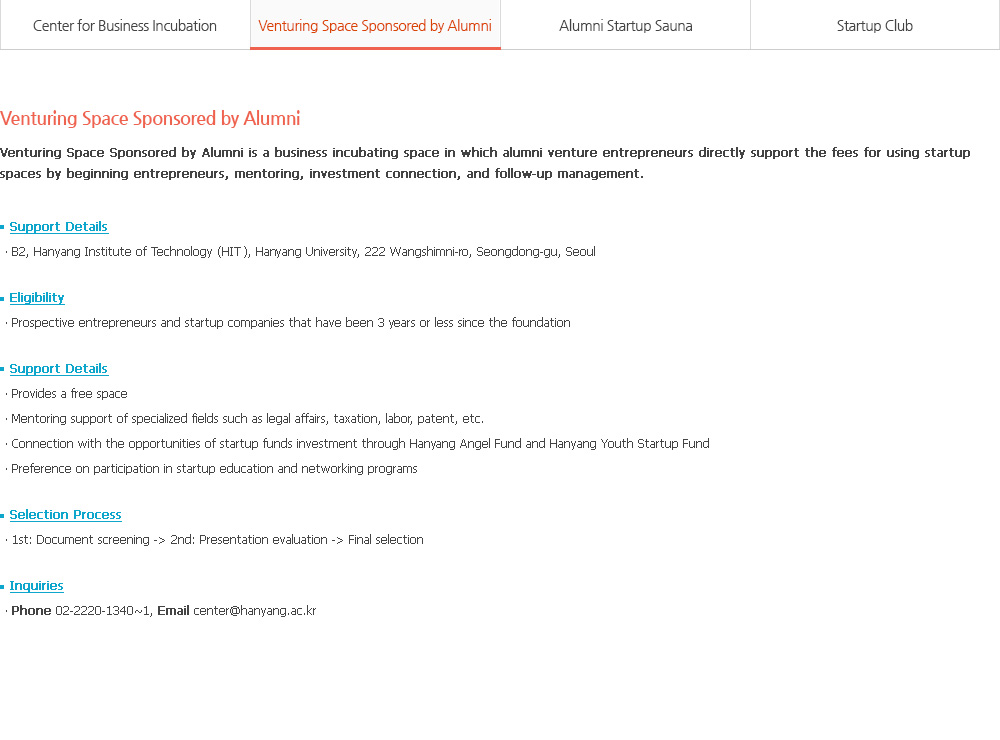 Center for Business Incubation
Venturing Space Sponsored by Alumni
Alumni Startup Sauna
Startup Club
Venturing Space Sponsored by Alumni
Venturing Space Sponsored by Alumni is a business incubating space in which alumni venture entrepreneurs directly support the fees for using startup
spaces by beginning entrepreneurs, mentoring, investment connection, and follow-up management.
Support Details
· B2, Hanyang Institute of Technology (HIT), Hanyang University, 222 Wangshimni-ro, Seongdong-gu, Seoul
Eligibility
· Prospective entrepreneurs and startup companies that have been 3 years or less since the foundation
Support Details
· Provides a free space
· Mentoring support of specialized fields such as legal affairs, taxation, labor, patent, etc.
· Connection with the opportunities of startup funds investment through Hanyang Angel Fund and Hanyang Youth Startup Fund
· Preference on participation in startup education and networking programs
Selection Process
· 1st: Document screening -> 2nd: Presentation evaluation -> Final selection
Inquiries
· Phone 02-2220-1340~1, Email center@hanyang.ac.kr